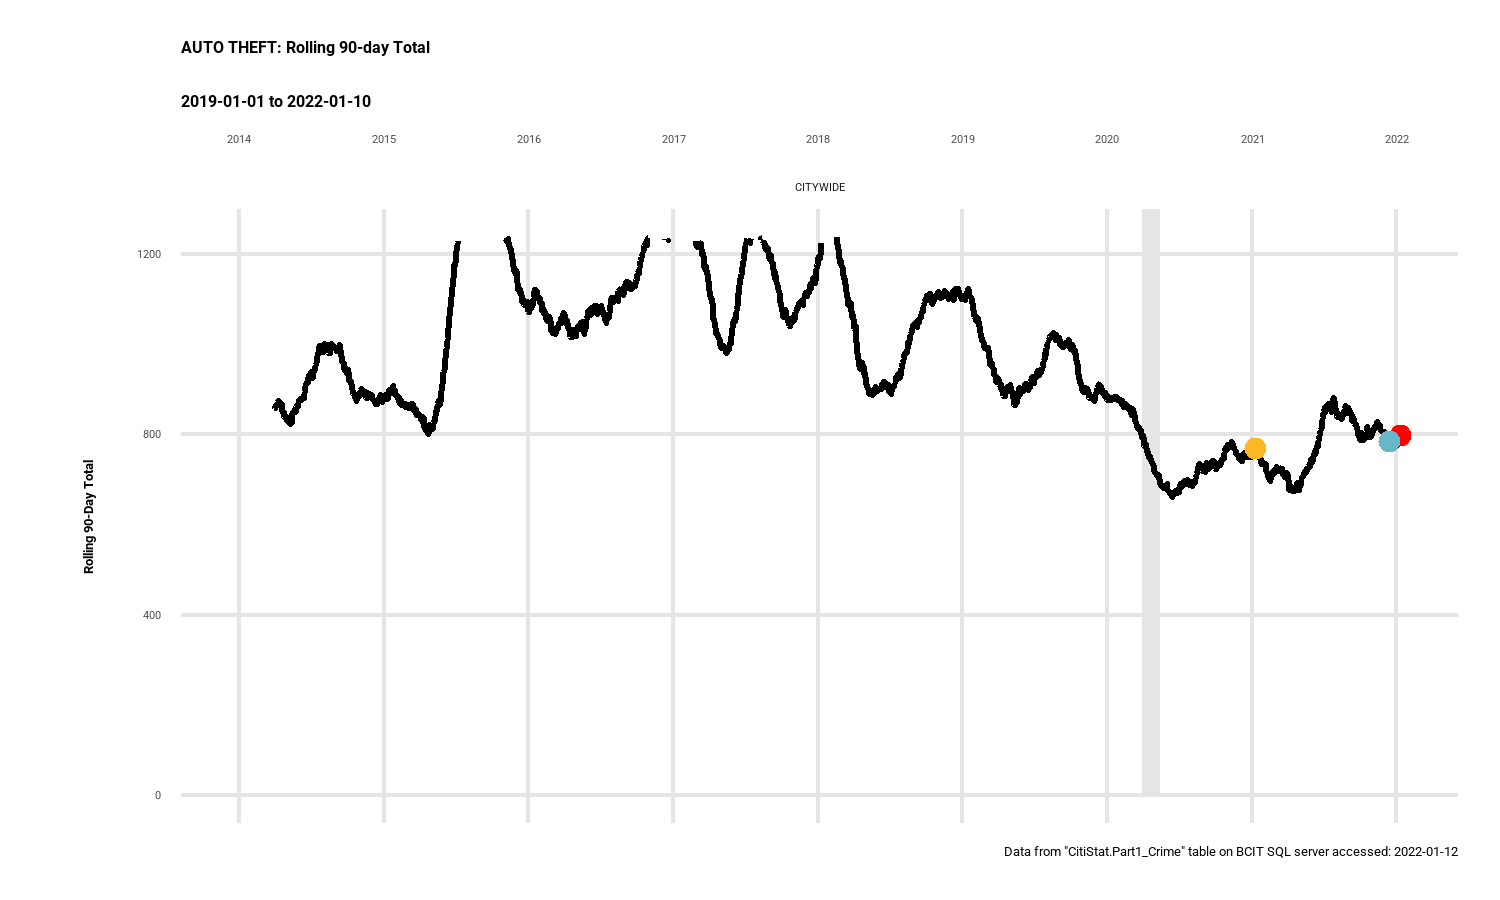 AUTO THEFT: Rolling 90-day Total
2019-01-01 to 2022-01-10
2014 2015 2016 2017 2018 2019 2020 2021 2022
CITYWIDE
1200
800
400
0
Rolling 90-Day Total
Data from "CitiStat.Part1_Crime" table on BCIT SQL server accessed: 2022-01-12